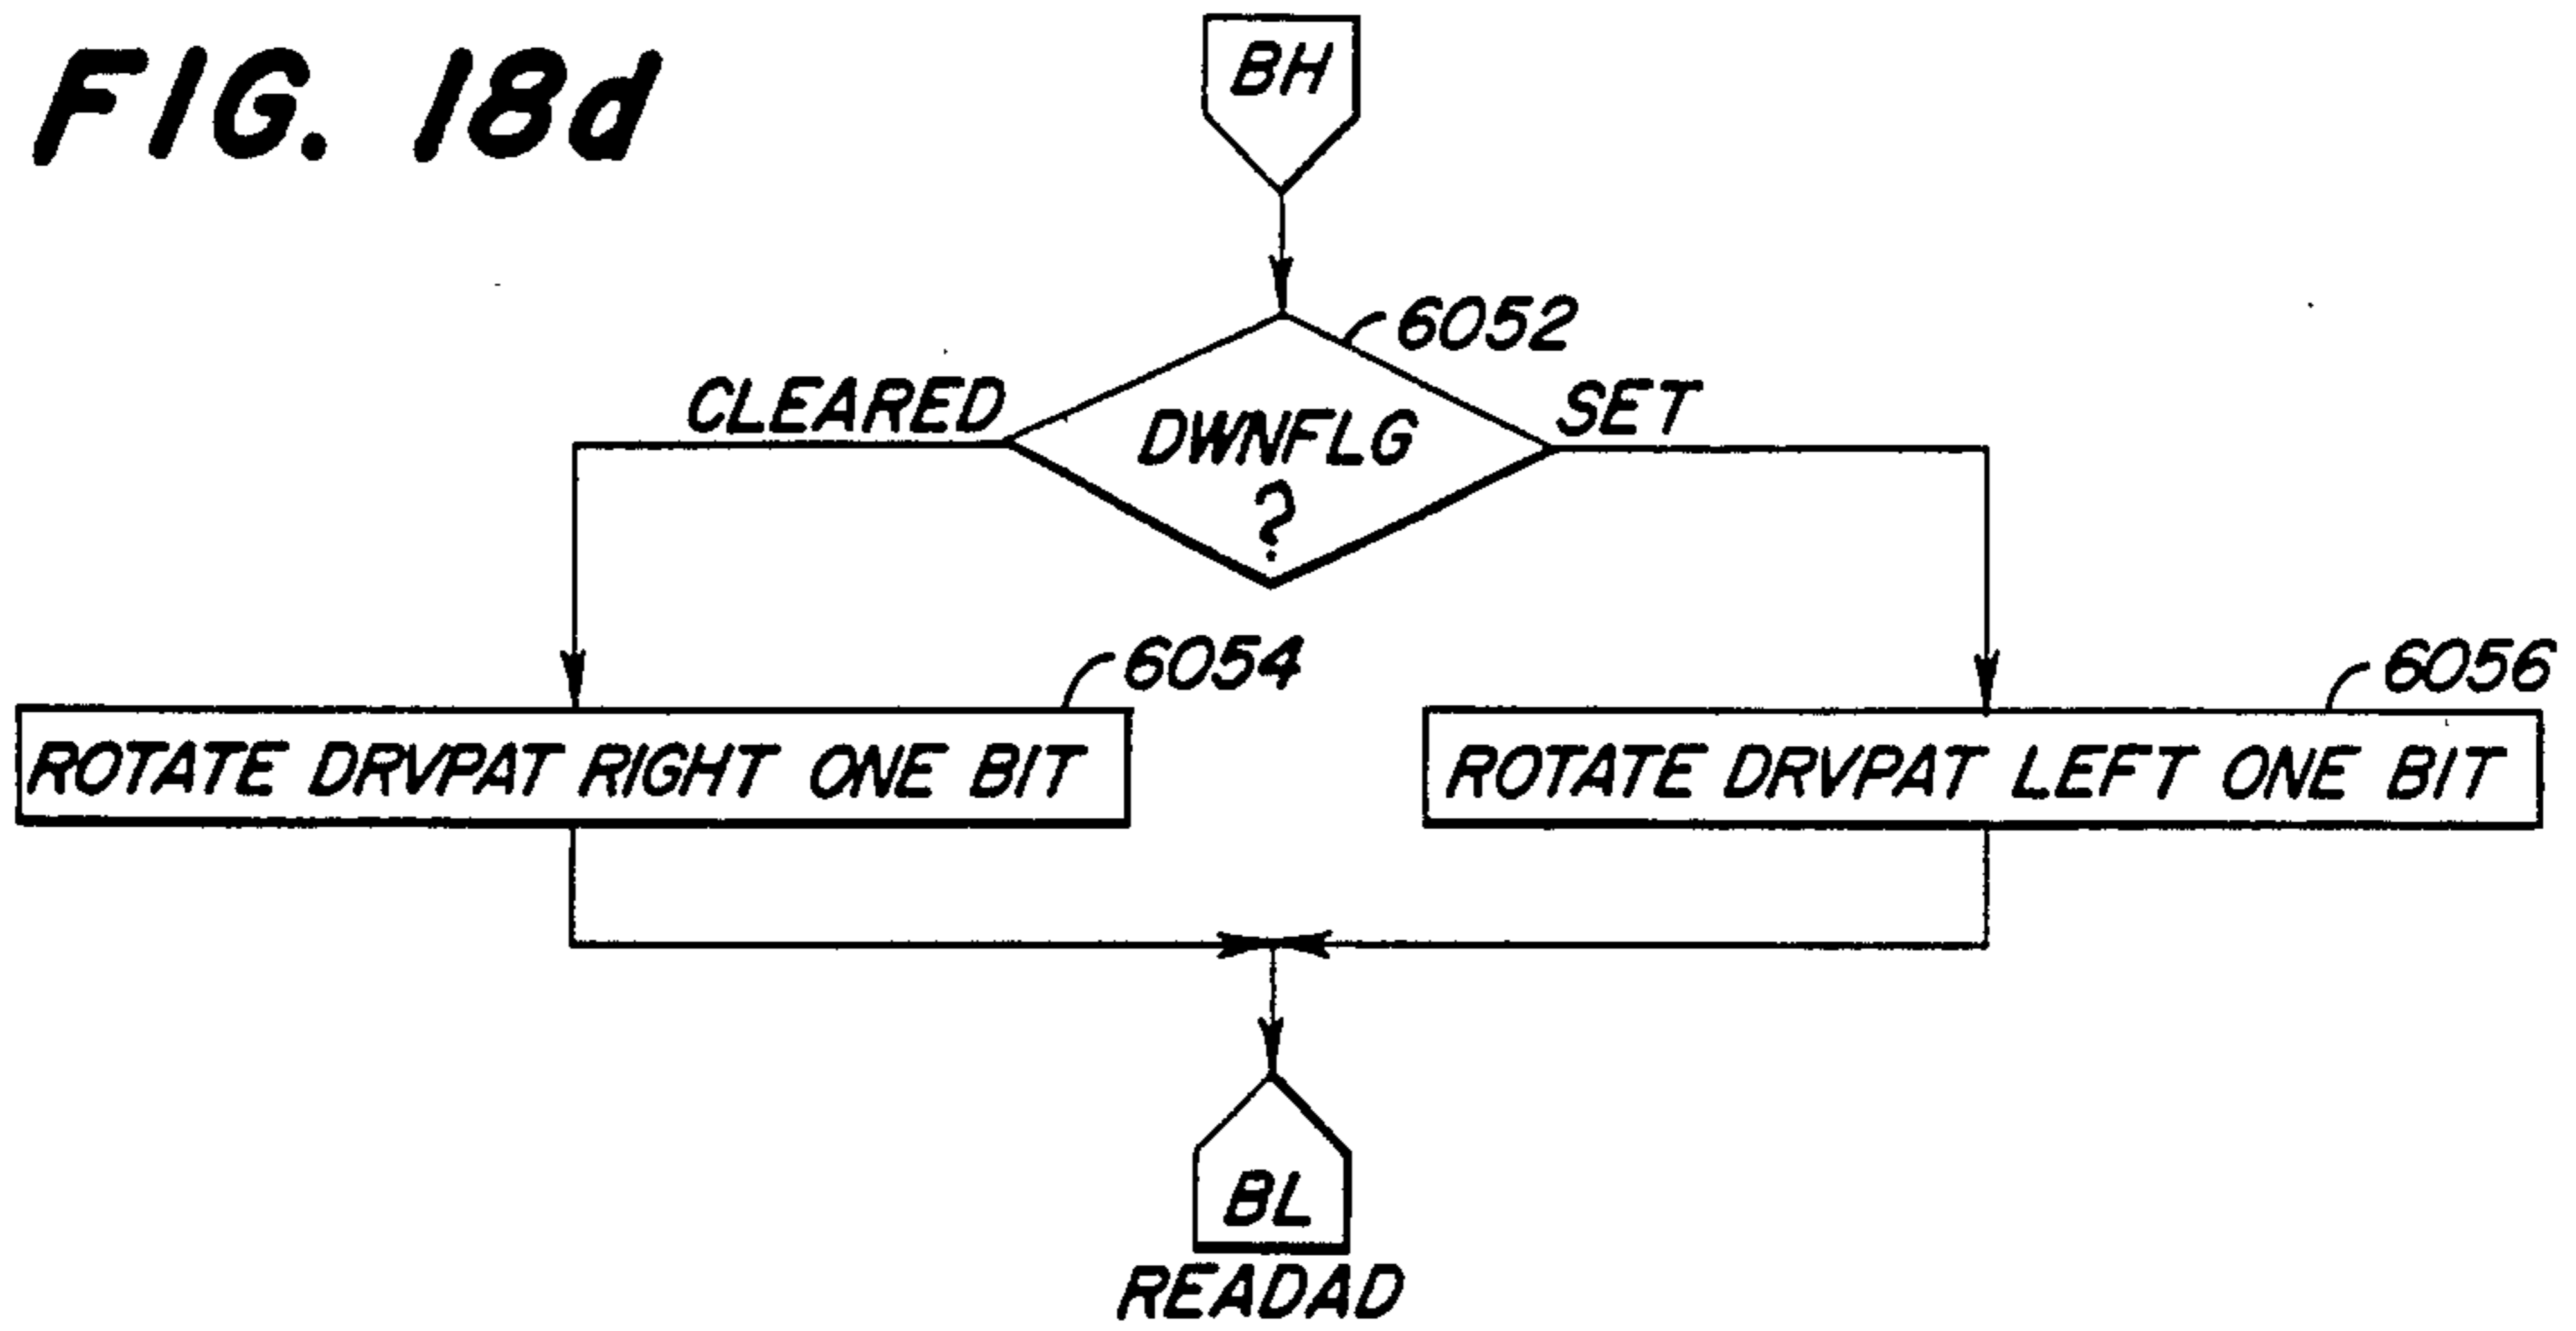 FIG. 18d
BH
6052
CLEARED
SET
DWNFLG
?
6054
6056
ROTATE DRVPAT RIGHT ONE BIT
ROTATE DRVPAT LEFT ONE BIT
BL
READAD